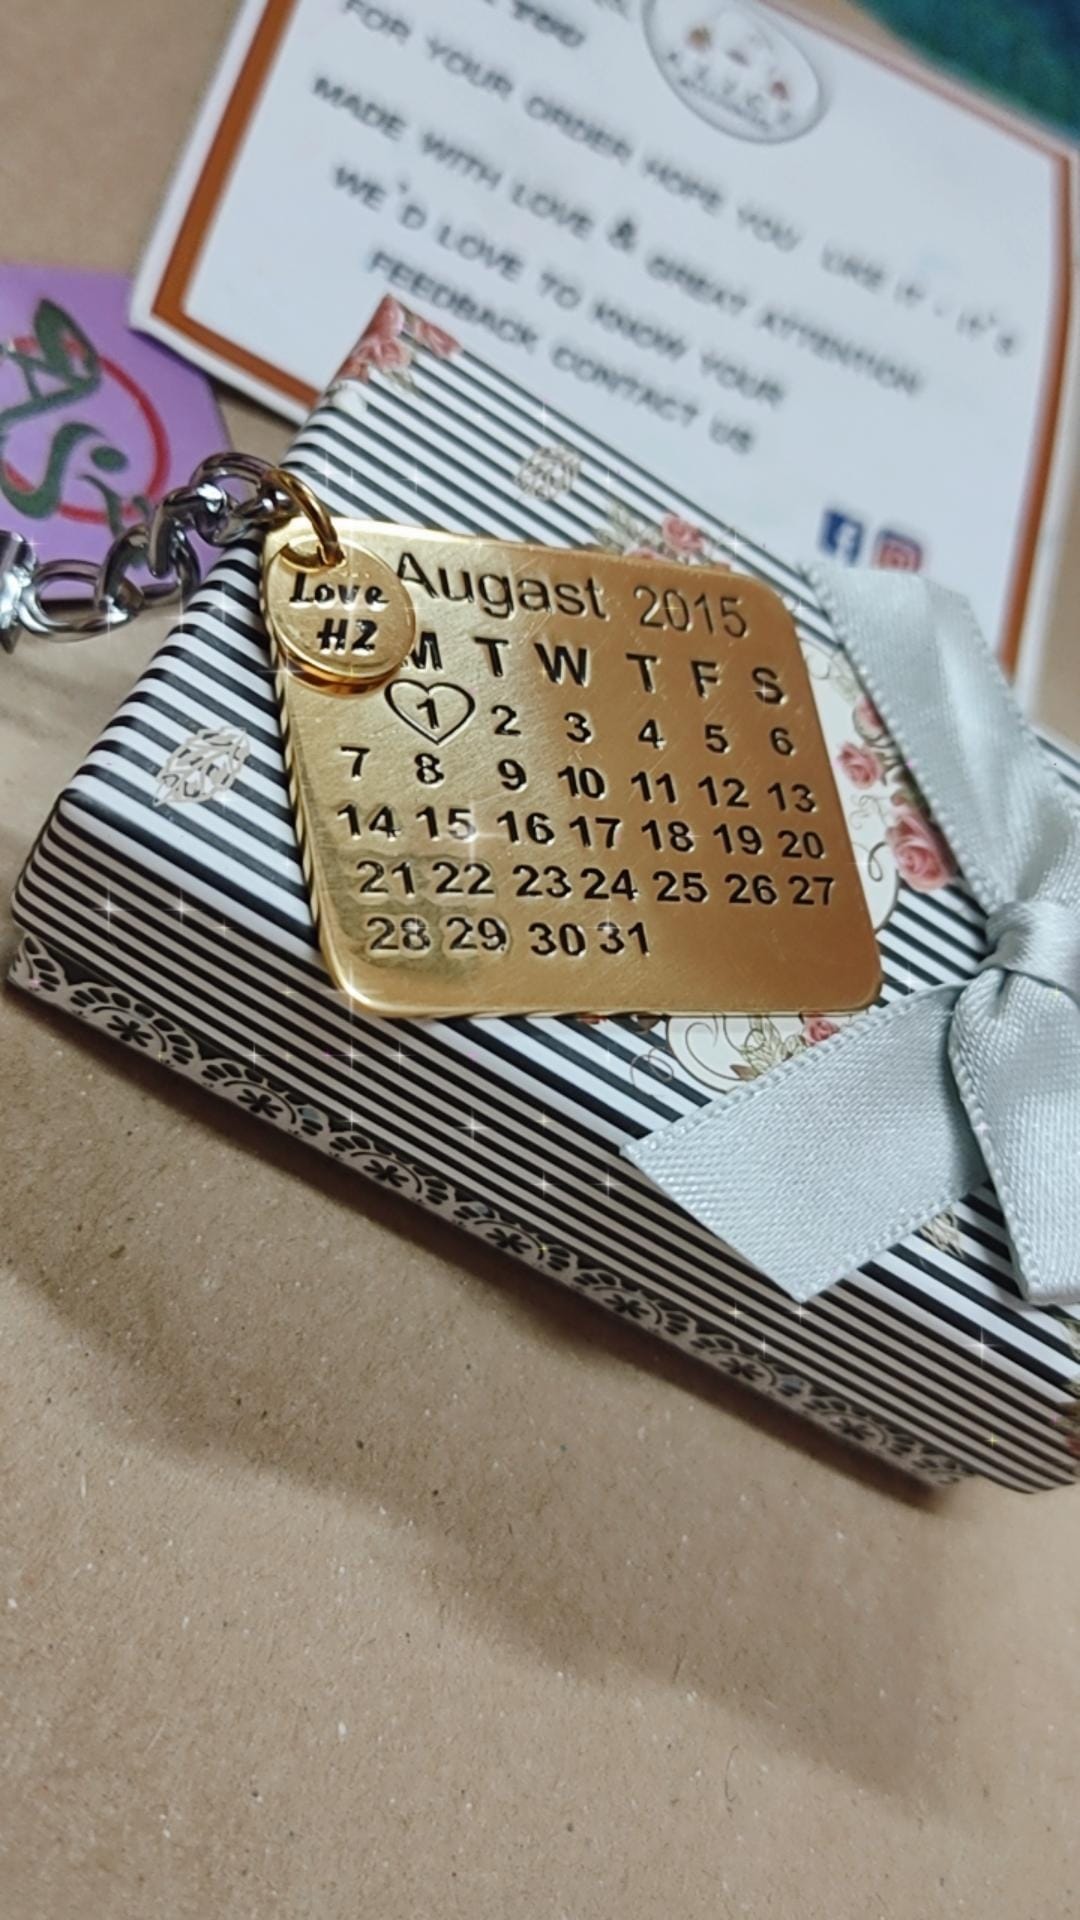 YOU
FOR YOUR ORDER HOPE YOU LIKE IT - IT'S
MADE WITH LOVE & GREAT ATTENTION
WE'D LOVE TO KNOW YOUR
FEEDBACK CONTACT US
Love
#2
Augast 2015
M T W T F S
1 2 3 4 5 6
7 8 9 10 11 12 13
14 15 16 17 18 19 20
21 22 23 24 25 26 27
28 29 30 31